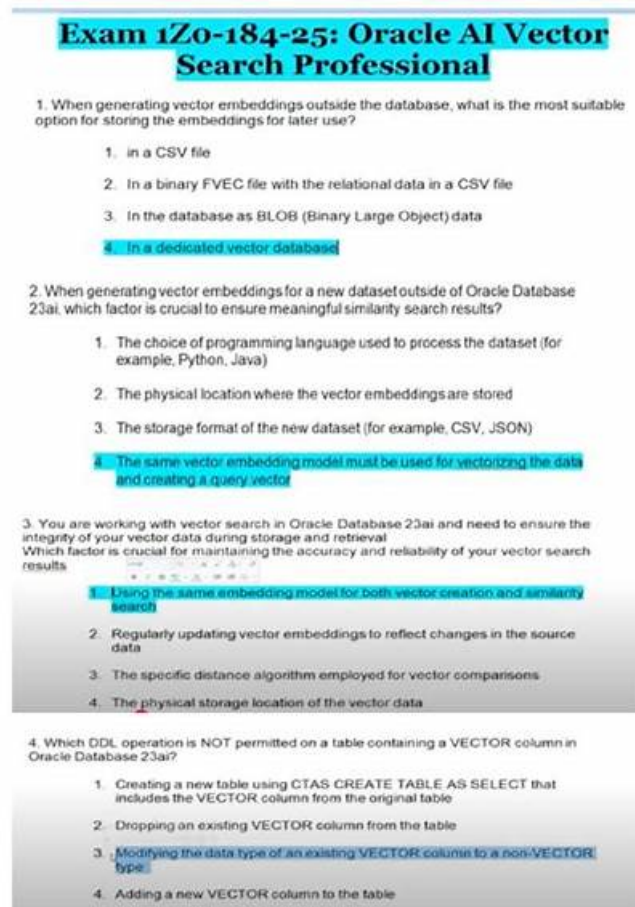 Exam 1Z0-184-25: Oracle AI Vector
Search Professional
1. When generating vector embeddings outside the database, what is the most suitable
option for storing the embeddings for later use?
1. in a CSV file
2. In a binary FVEC file with the relational data in a CSV file
3. In the database as BLOB (Binary Large Object) data
4. In a dedicated vector database
2. When generating vector embeddings for a new dataset outside of Oracle Database
23ai, which factor is crucial to ensure meaningful similarity search results?
1. The choice of programming language used to process the dataset (for
example, Python, Java)
2. The physical location where the vector embeddings are stored
3. The storage format of the new dataset (for example, CSV, JSON)
4. The same vector embedding model must be used for vectorizing the data
and creating a query vector
3. You are working with vector search in Oracle Database 23ai and need to ensure the
integrity of your vector data during storage and retrieval
Which factor is crucial for maintaining the accuracy and reliability of your vector search
results
1. Using the same embedding model for both vector creation and similarity
search
2. Regularly updating vector embeddings to reflect changes in the source
data
3. The specific distance algorithm employed for vector comparisons
4. The physical storage location of the vector data
4. Which DDL operation is NOT permitted on a table containing a VECTOR column in
Oracle Database 23ai?
1. Creating a new table using CTAS CREATE TABLE AS SELECT that
includes the VECTOR column from the original table
2. Dropping an existing VECTOR column from the table
3. Modifying the data type of an existing VECTOR column to a non-VECTOR
type
4. Adding a new VECTOR column to the table